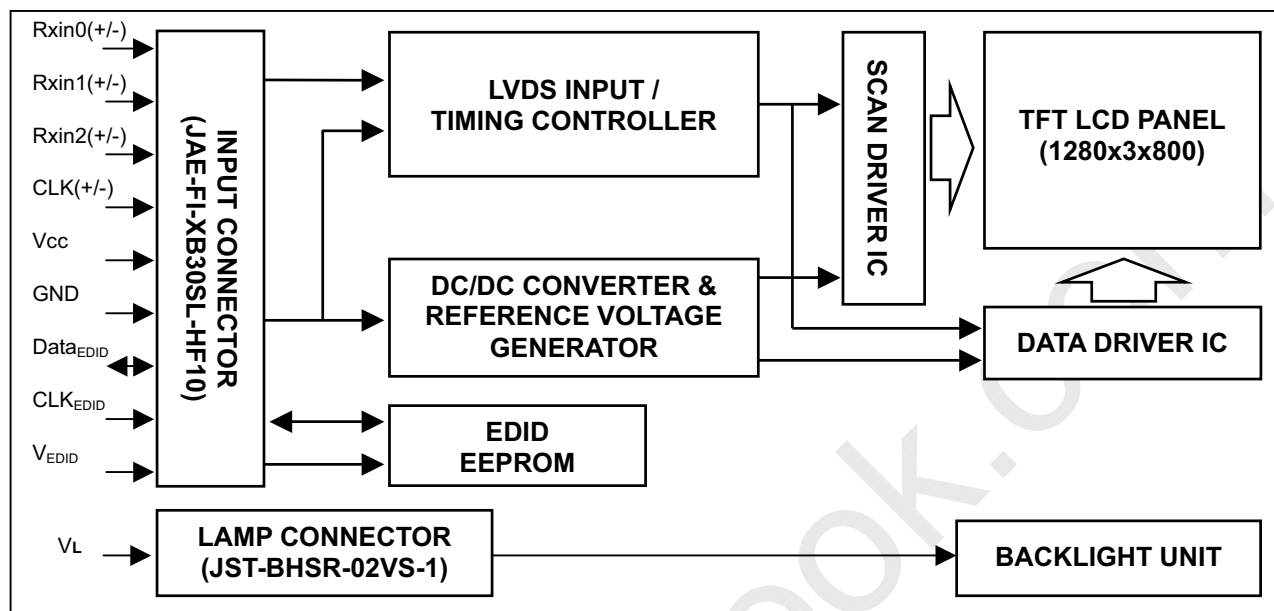 Rxin0(+/-)
Rxin1(+/-)
Rxin2(+/-)
CLK(+/-)
Vcc
GND
DataEDID
CLKEDID
VEDID
VL
INPUT CONNECTOR
(JAE-FI-XB30SL-HF10)
LVDS INPUT /
TIMING CONTROLLER
DC/DC CONVERTER &
REFERENCE VOLTAGE
GENERATOR
EDID
EEPROM
LAMP CONNECTOR
(JST-BHSR-02VS-1)
SCAN DRIVER IC
TFT LCD PANEL
(1280x3x800)
DATA DRIVER IC
BACKLIGHT UNIT
ook.com